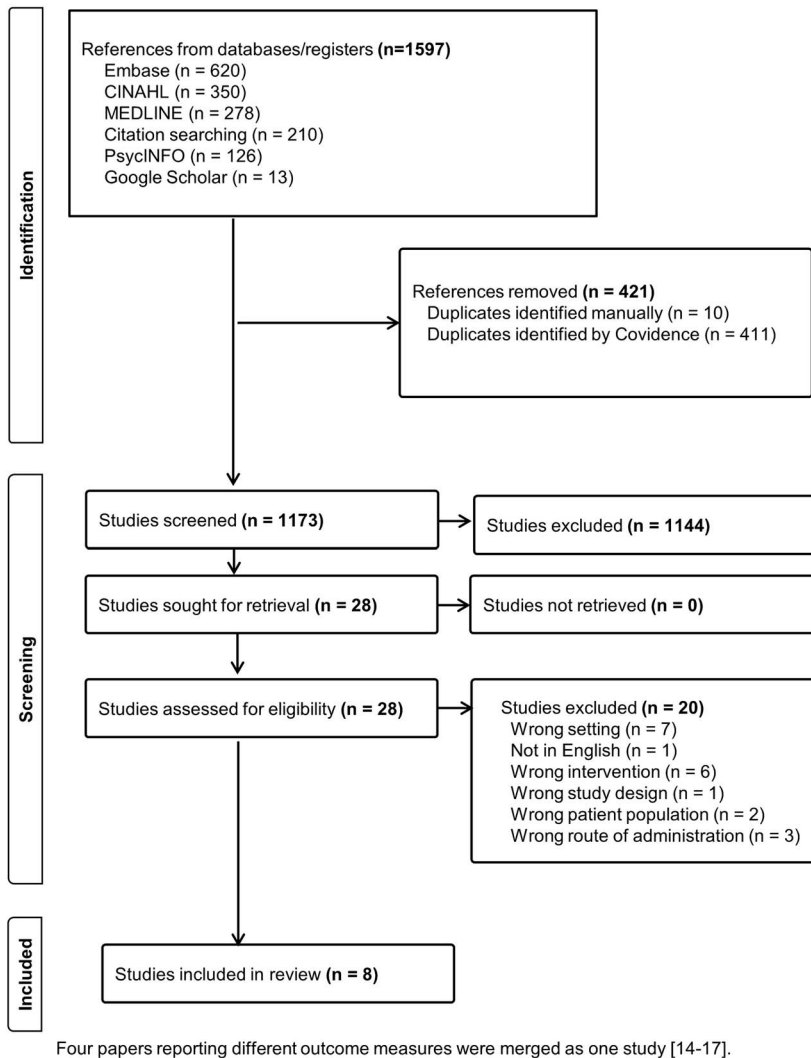 Identification
References from databases/registers (n=1597)
Embase (n = 620)
CINAHL (n = 350)
MEDLINE (n = 278)
Citation searching (n = 210)
PsycINFO (n = 126)
Google Scholar (n = 13)
References removed (n = 421)
Duplicates identified manually (n = 10)
Duplicates identified by Covidence (n = 411)
Screening
Studies screened (n = 1173)
Studies excluded (n = 1144)
Studies sought for retrieval (n = 28)
Studies not retrieved (n = 0)
Studies assessed for eligibility (n = 28)
Studies excluded (n = 20)
Wrong setting (n = 7)
Not in English (n = 1)
Wrong intervention (n = 6)
Wrong study design (n = 1)
Wrong patient population (n = 2)
Wrong route of administration (n = 3)
Included
Studies included in review (n = 8)
Four papers reporting different outcome measures were merged as one study [14-17].